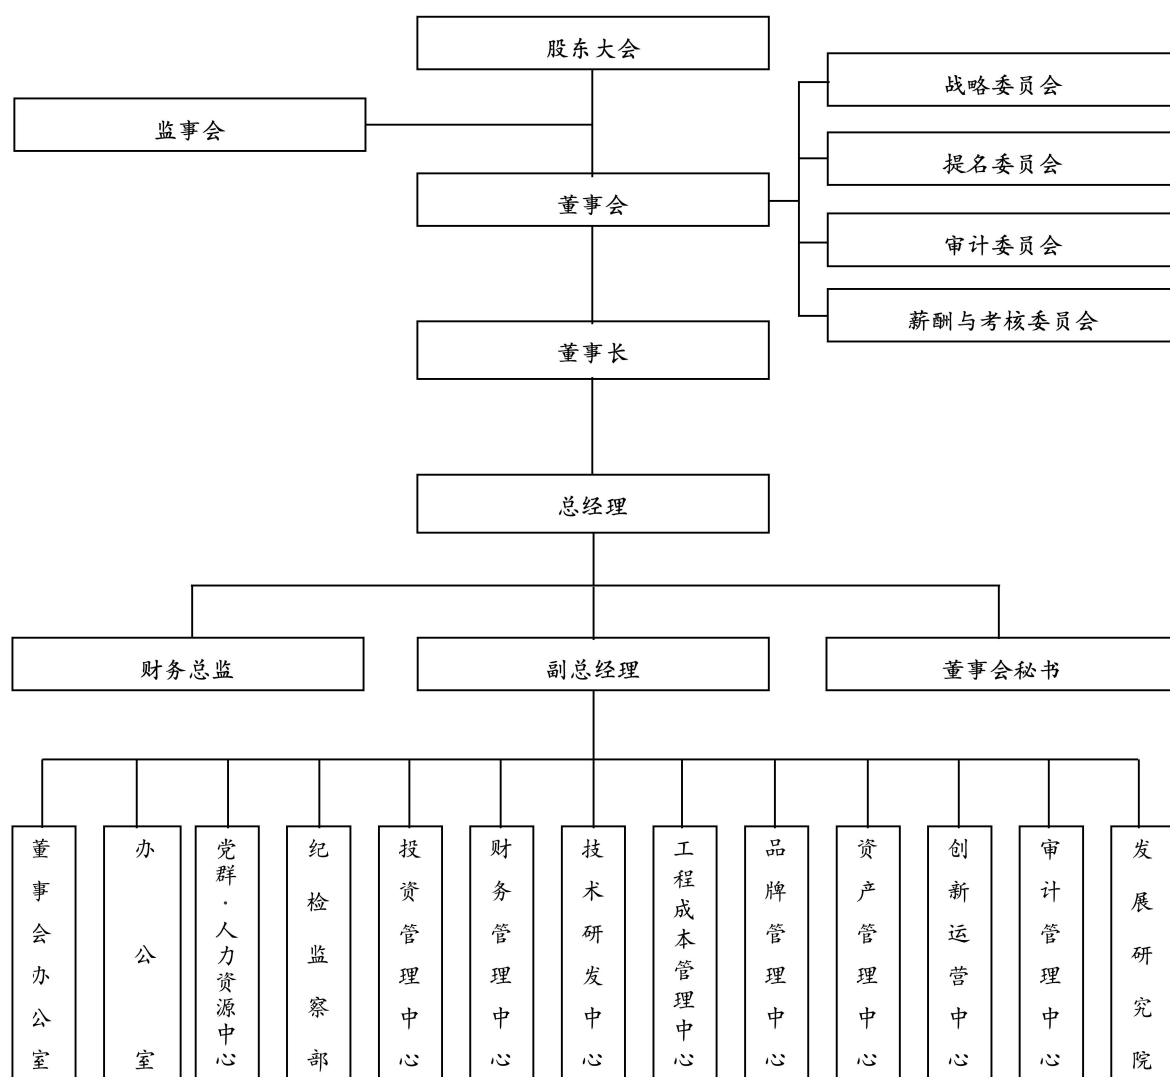 股东大会
战略委员会
监事会
提名委员会
董事会
审计委员会
薪酬与考核委员会
董事长
总经理
财务总监
副总经理
董事会秘书
董事会办公室
办公室
党群·人力资源中心
纪检监察部
投资管理中心
财务管理中心
技术研发中心
工程成本管理中心
品牌管理中心
资产管理中心
创新运营中心
审计管理中心
发展研究院